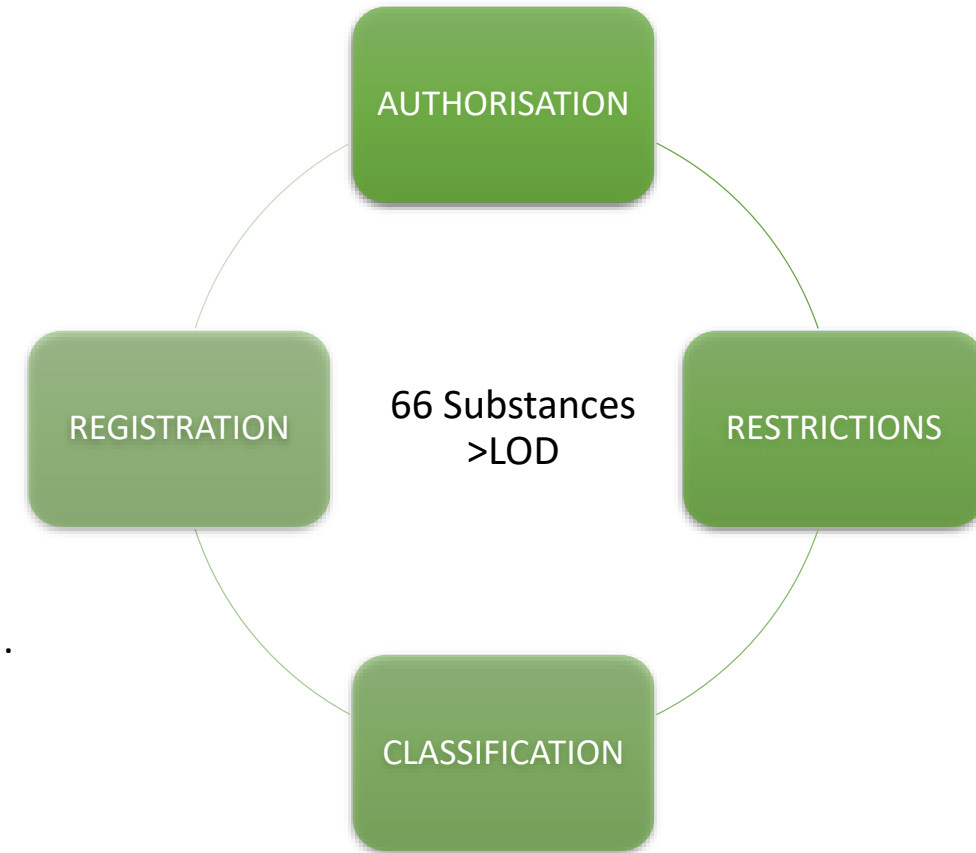 AUTHORISATION
REGISTRATION
66 Substances
>LOD
RESTRICTIONS
.
CLASSIFICATION